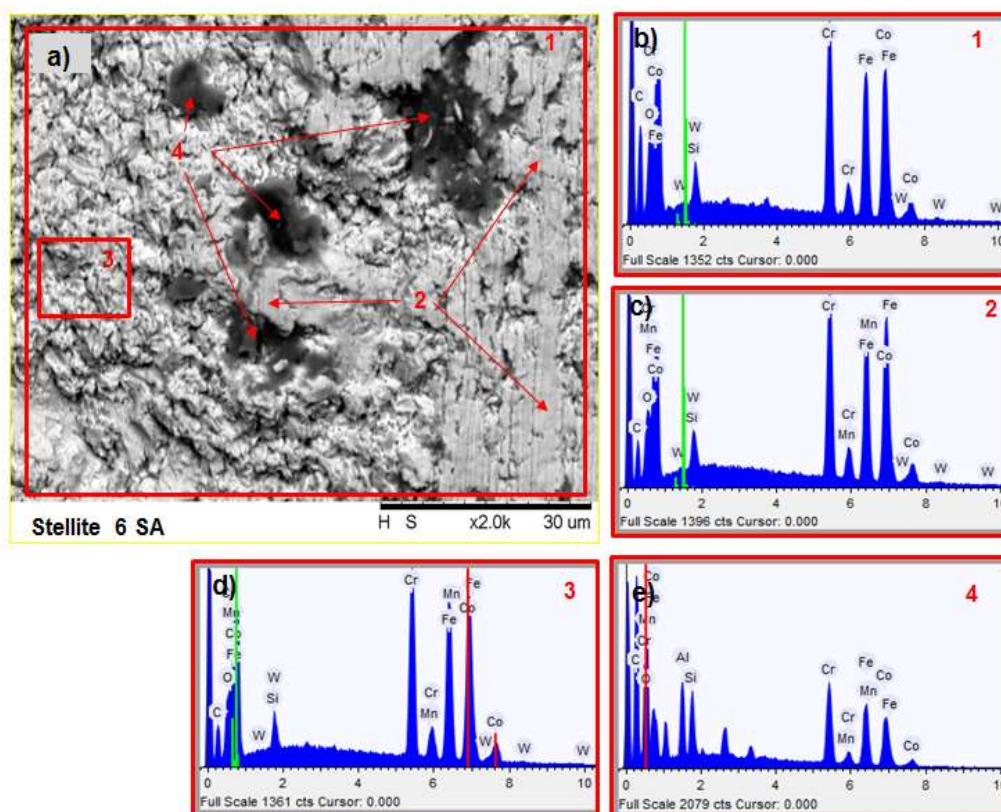 a)
1
4
3
2
Stellite 6 SA
H S x2.0k 30 um
b)
1
Cr
Co
Fe
Cr
Co
C
O
Fe
W
Si
W
Cr
W
Co
W
W
0 2 4 6 8 10
Full Scale 1352 cts Cursor: 0.000
c)
2
Cr
Fe
Mn
Fe
Co
O
C
W
Si
W
Mn
Fe
Co
Cr
Mn
W
Co
W
W
0 2 4 6 8 10
Full Scale 1396 cts Cursor: 0.000
d)
3
Cr
Mn
Fe
Fe
Co
Mn
Co
Fe
O
C
W
Si
W
Cr
Mn
W
Co
W
W
0 2 4 6 8 10
Full Scale 1361 cts Cursor: 0.000
e)
4
Co
Mn
Cr
C
O
Al
Si
Cr
Cr
Mn
Fe
Mn
Co
Fe
Co
0 2 4 6 8 10
Full Scale 2079 cts Cursor: 0.000